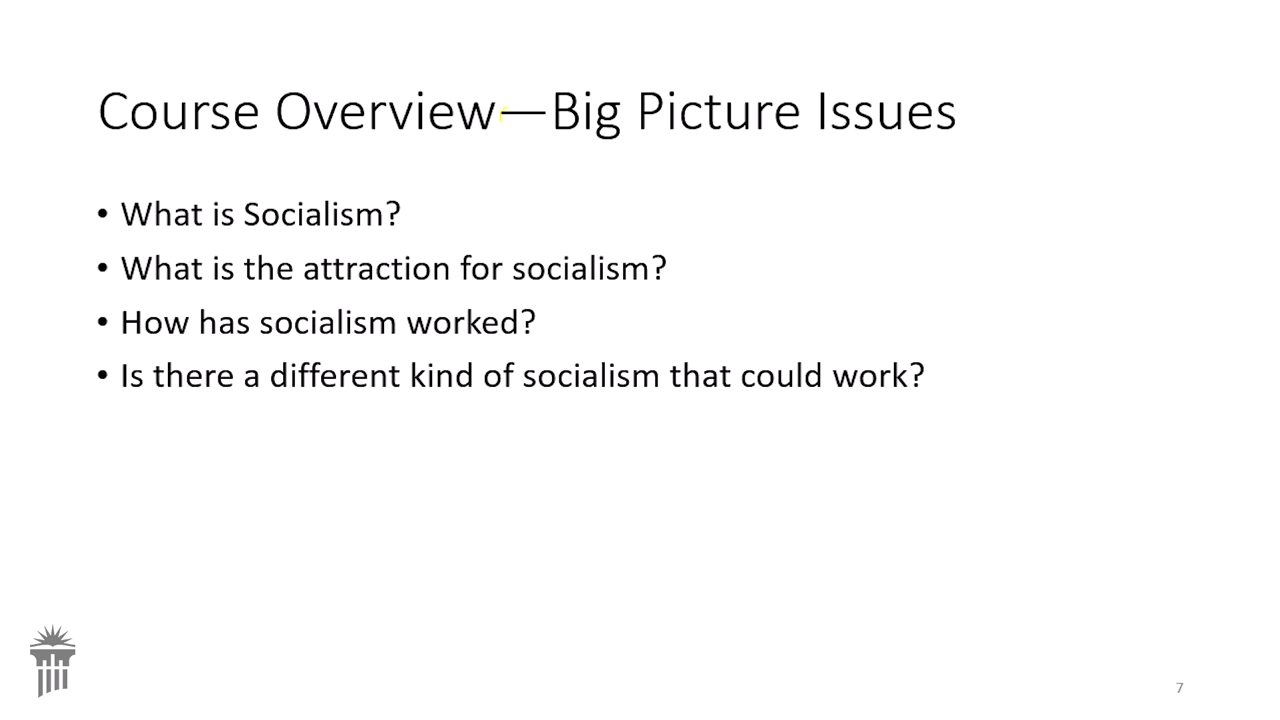 Course Overview—Big Picture Issues
• What is Socialism?
• What is the attraction for socialism?
• How has socialism worked?
• Is there a different kind of socialism that could work?
7